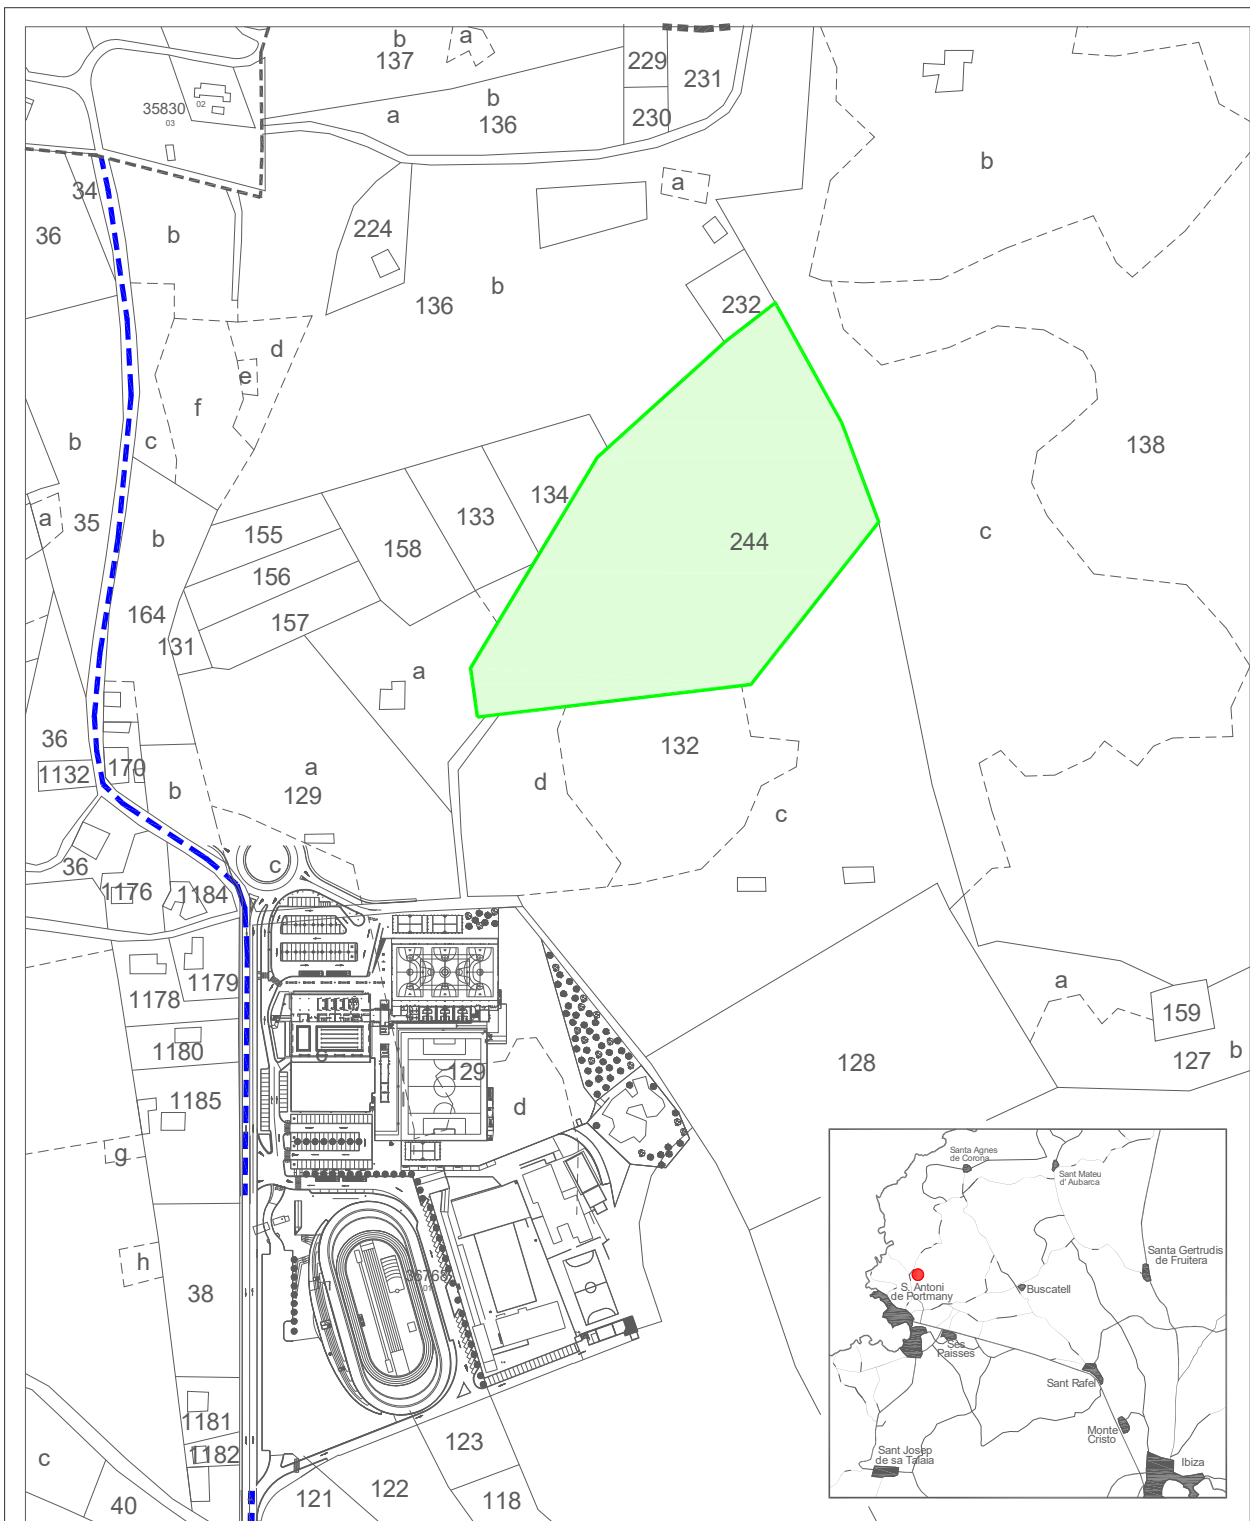 b
137
a
229
231
35830
02
03
b
136
a
230
34
36
b
224
a
b
b
136
232
d
e
f
b
c
138
a
35
b
155
133
134
158
244
c
156
164
157
131
a
36
1132
170
b
a
129
132
d
c
36
c
1176
1184
1178
1179
a
159
127
b
1180
128
c
129
1185
d
g
h
38
36768
01
1181
1182
c
40
121
122
123
118
Santa Agnes
de Corona
Sant Mateu
d' Aubarca
Santa Gertrudis
de Fruitera
S. Antoni
de Portmany
Buscatell
Ses
Paisses
Sant Rafel
Monte
Cristo
Sant Josep
de sa Talaia
Ibiza